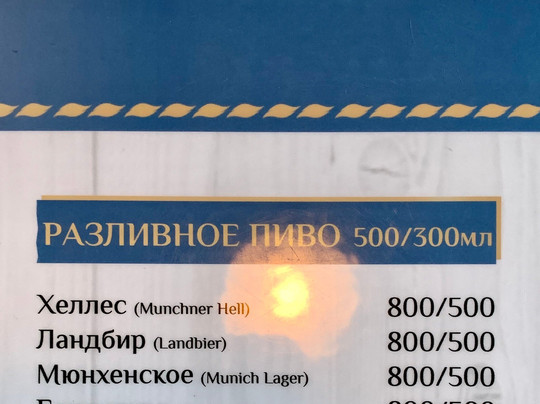 РАЗЛИВНОЕ ПИВО 500/300мл
Хеллес (Munchner Hell) 800/500
Ландбир (Landbier) 800/500
Мюнхенское (Munich Lager) 800/500